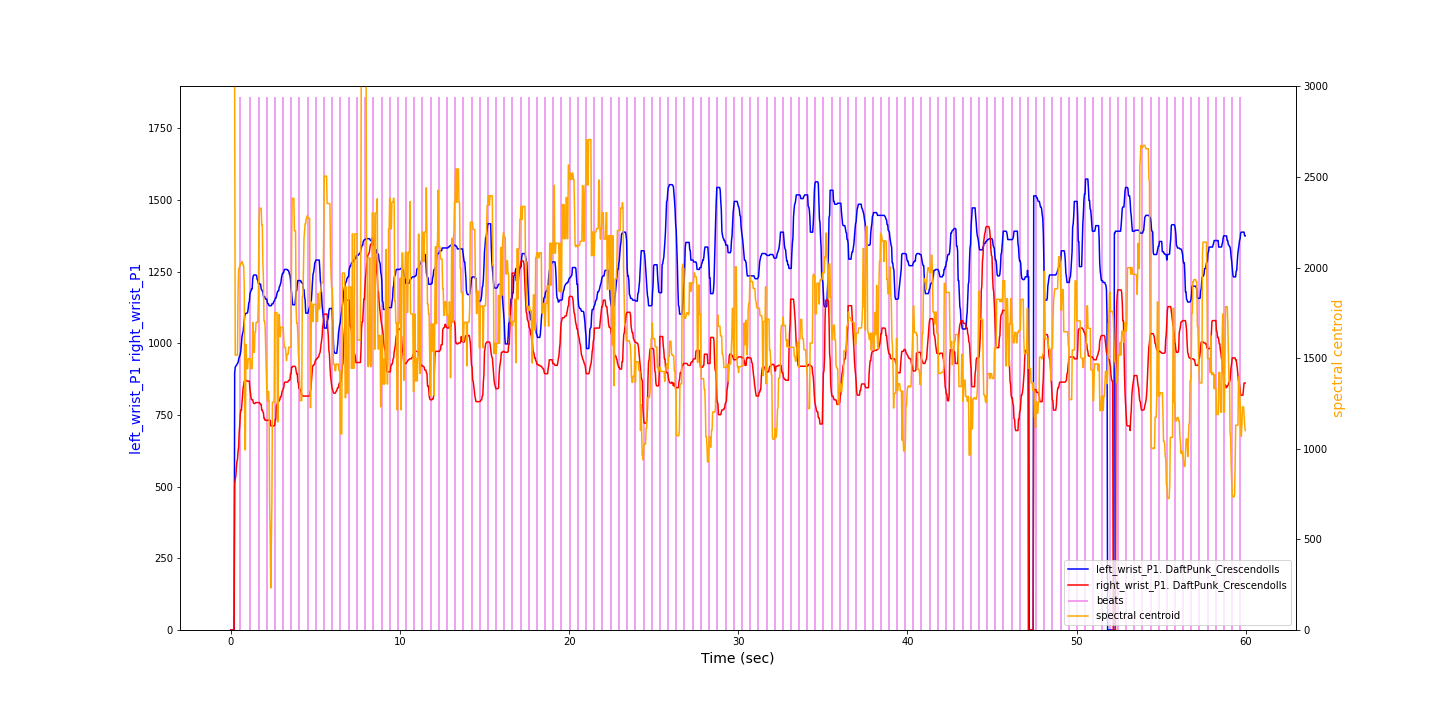 1750
1500
1250
1000
750
500
250
0
left_wrist_P1 right_wrist_P1
3000
2500
2000
1500
1000
500
0
spectral centroid
left_wrist_P1. DaftPunk_Crescendolls
right_wrist_P1. DaftPunk_Crescendolls
beats
spectral centroid
0 10 20 30 40 50 60
Time (sec)